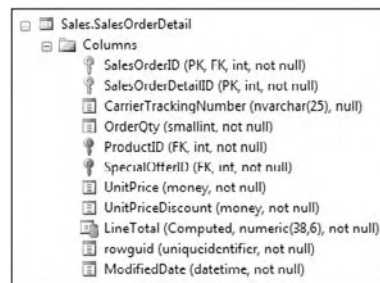 Sales.SalesOrderDetail
Columns
SalesOrderID (PK, FK, int, not null)
SalesOrderDetailID (PK, int, not null)
CarrierTrackingNumber (nvarchar(25), null)
OrderQty (smallint, not null)
ProductID (FK, int, not null)
SpecialOfferID (FK, int, not null)
UnitPrice (money, not null)
UnitPriceDiscount (money, not null)
LineTotal (Computed, numeric(38,6), not null)
rowguid (uniqueidentifier, not null)
ModifiedDate (datetime, not null)